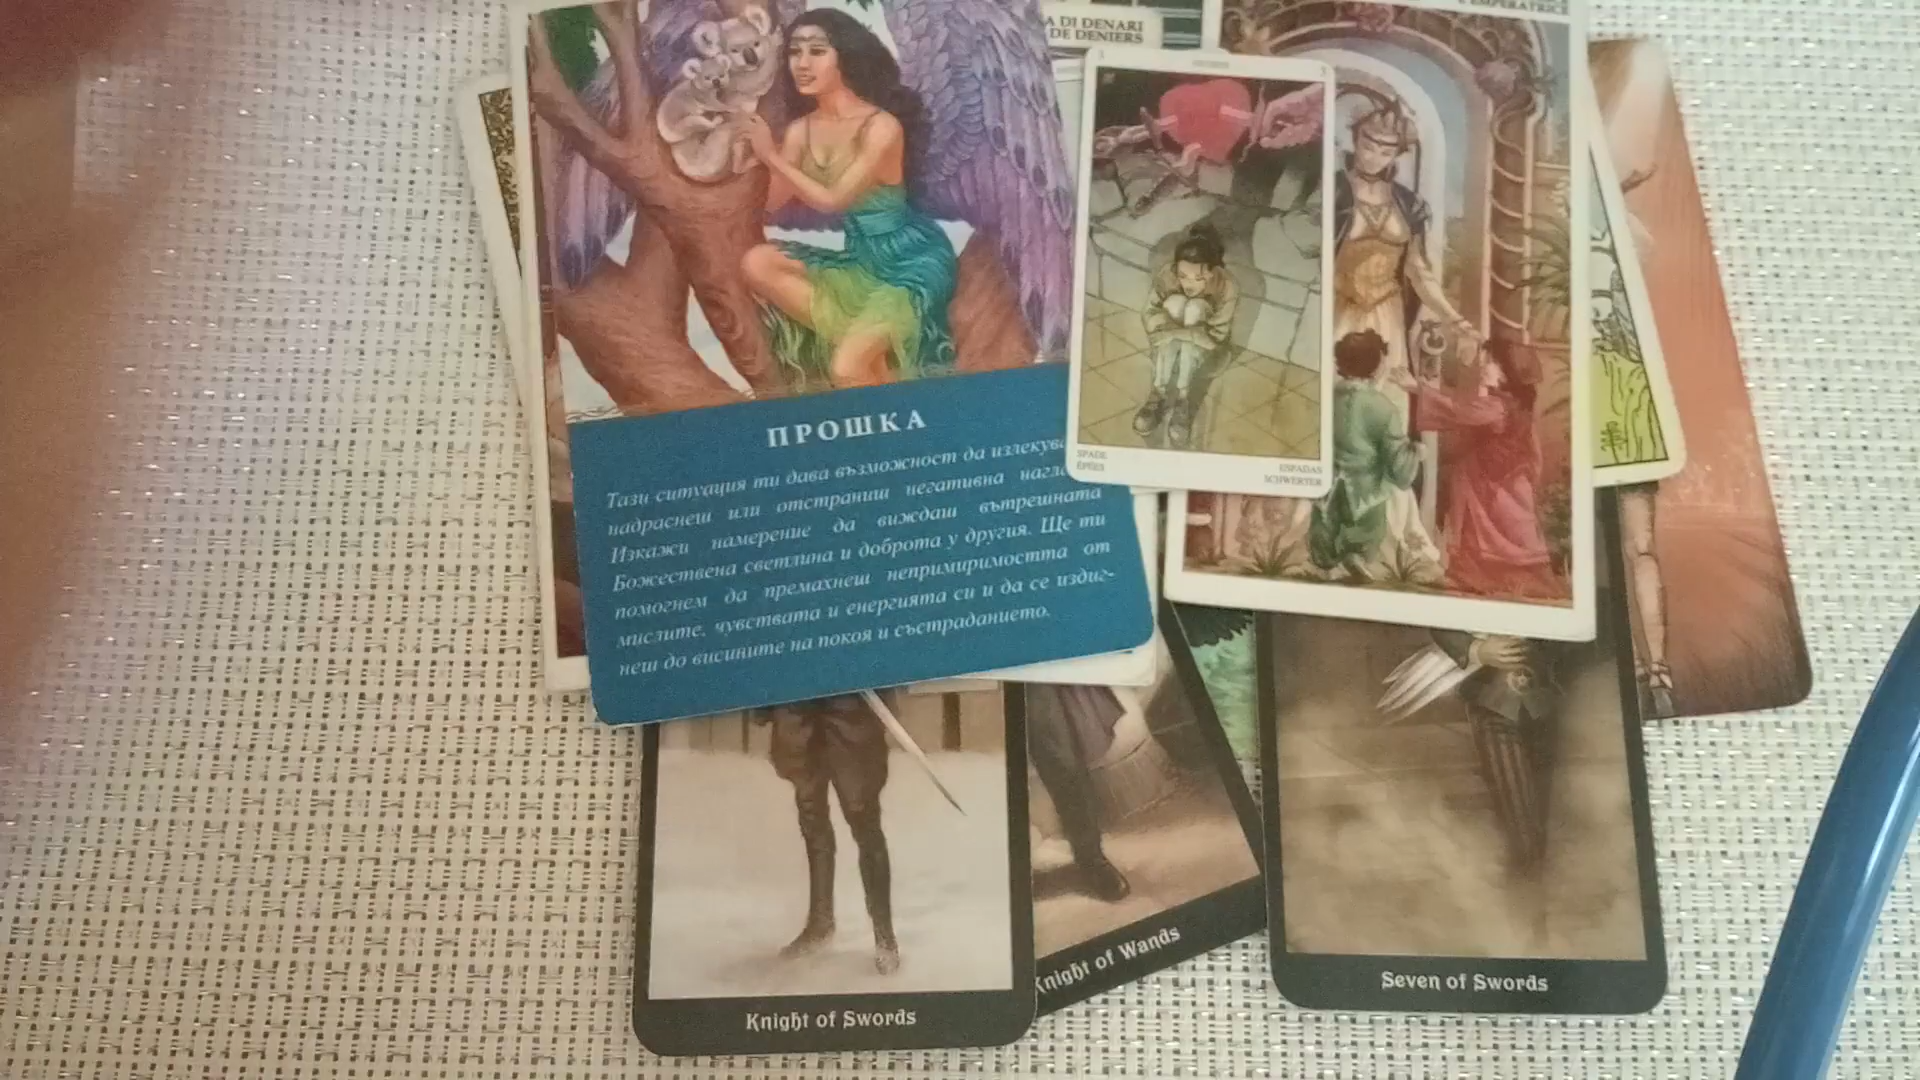 A DI DENARI
DE DENIERS
L'IMPERATRICE
3 3
ПРОШКА
Тази ситуация ти дава възможност да
надраснеш или отстраниш негативна
Изкажи намерение да виждаш вътрешната
Божествена светлина и доброта у другия. Ще ти
помогнем да премахнеш непримиримостта от
мислите, чувствата и енергията си и да се издиг-
неш до висините на покоя и състраданието.
SPADE
ÉPÉES
ESPADAS
SCHWERTER
Knight of Swords
Knight of Wands
Seven of Swords